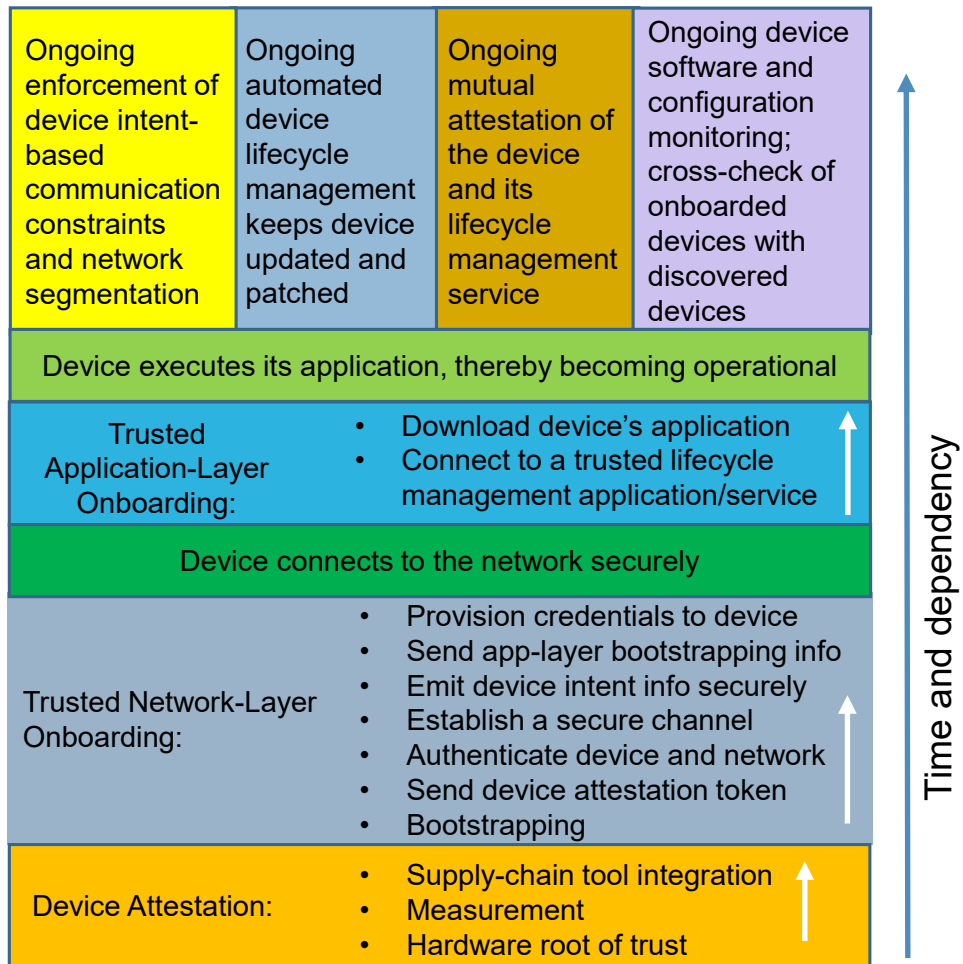 Ongoing
enforcement of
device intent-
based
communication
constraints
and network
segmentation
Ongoing
automated
device
lifecycle
management
keeps device
updated and
patched
Ongoing
mutual
attestation of
the device
and its
lifecycle
management
service
Ongoing device
software and
configuration
monitoring;
cross-check of
onboarded
devices with
discovered
devices
Device executes its application, thereby becoming operational
Trusted
Application-Layer
Onboarding:
• Download device’s application
• Connect to a trusted lifecycle
management application/service
Device connects to the network securely
Trusted Network-Layer
Onboarding:
• Provision credentials to device
• Send app-layer bootstrapping info
• Emit device intent info securely
• Establish a secure channel
• Authenticate device and network
• Send device attestation token
• Bootstrapping
Device Attestation:
• Supply-chain tool integration
• Measurement
• Hardware root of trust
Time and dependency